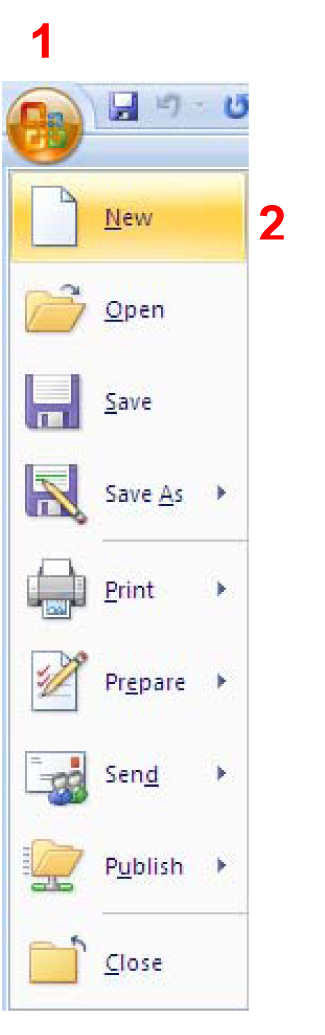 1
New
2
Open
Save
Save As
Print
Prepare
Send
Publish
Close